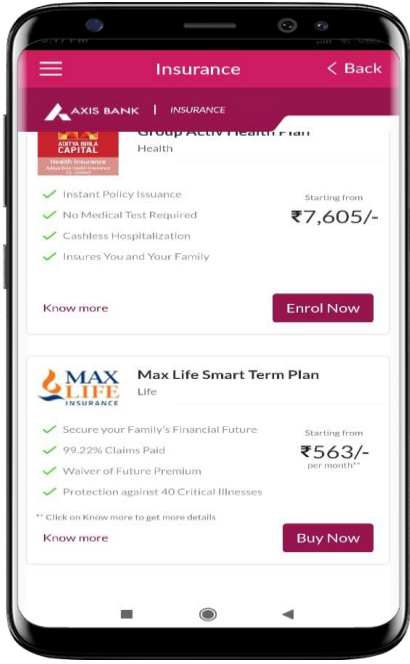 Insurance
< Back
AXIS BANK | INSURANCE
ADITYA BIRLA
CAPITAL
Health Insurance
Group Activ Health Plan
Health
Instant Policy Issuance
No Medical Test Required
Cashless Hospitalization
Insures You and Your Family
Starting from
₹7,605/-
Know more
Enrol Now
MAX
LIFE
INSURANCE
Max Life Smart Term Plan
Life
Secure your Family's Financial Future
99.22% Claims Paid
Waiver of Future Premium
Protection against 40 Critical Illnesses
Starting from
₹563/-
per month**
** Click on Know more to get more details
Know more
Buy Now